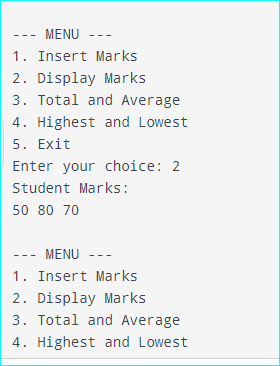 --- MENU ---
1. Insert Marks
2. Display Marks
3. Total and Average
4. Highest and Lowest
5. Exit
Enter your choice: 2
Student Marks:
50 80 70
--- MENU ---
1. Insert Marks
2. Display Marks
3. Total and Average
4. Highest and Lowest